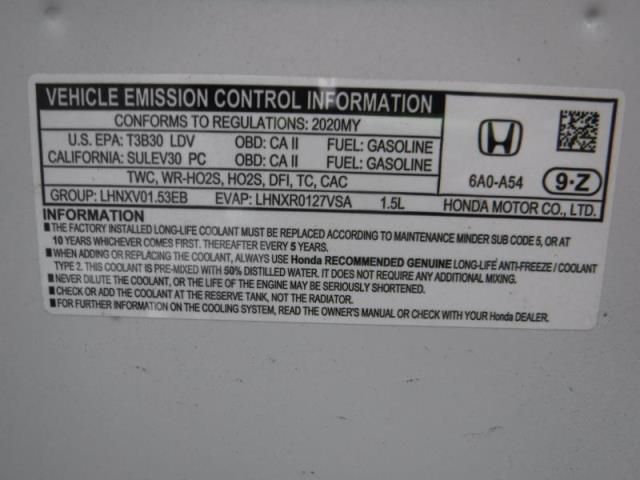 VEHICLE EMISSION CONTROL INFORMATION
CONFORMS TO REGULATIONS: 2020MY
U.S. EPA: T3B30 LDV OBD: CA II FUEL: GASOLINE
CALIFORNIA: SULEV30 PC OBD: CA II FUEL: GASOLINE
TWC, WR-HO2S, HO2S, DFI, TC, CAC
GROUP: LHNXV01.53EB EVAP: LHNXR0127VSA 1.5L
6A0-A54
9·Z
HONDA MOTOR CO., LTD.
INFORMATION
■THE FACTORY INSTALLED LONG-LIFE COOLANT MUST BE REPLACED ACCORDING TO MAINTENANCE MINDER SUB CODE 5, OR AT
10 YEARS WHICHEVER COMES FIRST. THEREAFTER EVERY 5 YEARS.
■WHEN ADDING OR REPLACING THE COOLANT, ALWAYS USE Honda RECOMMENDED GENUINE LONG-LIFE ANTI-FREEZE / COOLANT
TYPE 2. THIS COOLANT IS PRE-MIXED WITH 50% DISTILLED WATER. IT DOES NOT REQUIRE ANY ADDITIONAL MIXING.
■NEVER DILUTE THE COOLANT, OR THE LIFE OF THE ENGINE MAY BE SERIOUSLY SHORTENED.
■CHECK OR ADD THE COOLANT AT THE RESERVE TANK, NOT THE RADIATOR.
■FOR FURTHER INFORMATION ON THE COOLING SYSTEM, READ THE OWNER'S MANUAL OR ASK YOUR Honda DEALER.